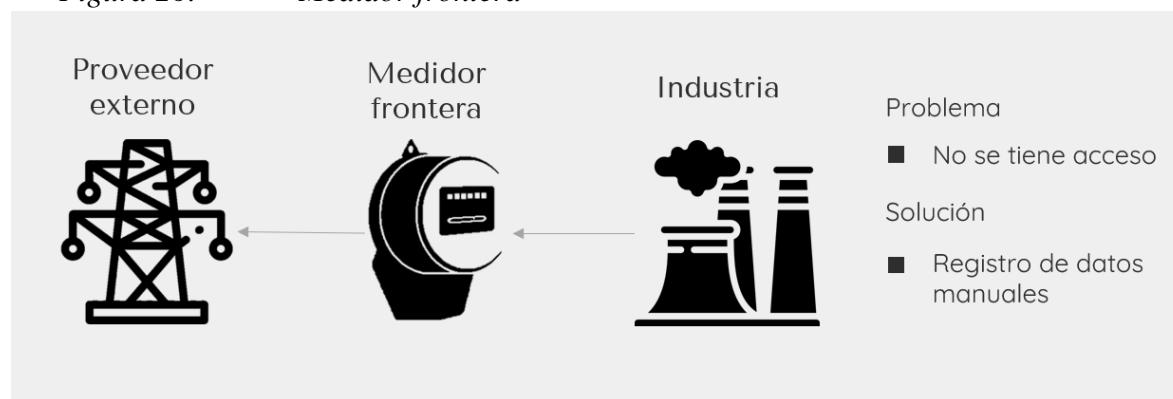 Proveedor
externo
Medidor
frontera
Industria
Problema
■ No se tiene acceso
Solución
■ Registro de datos
manuales